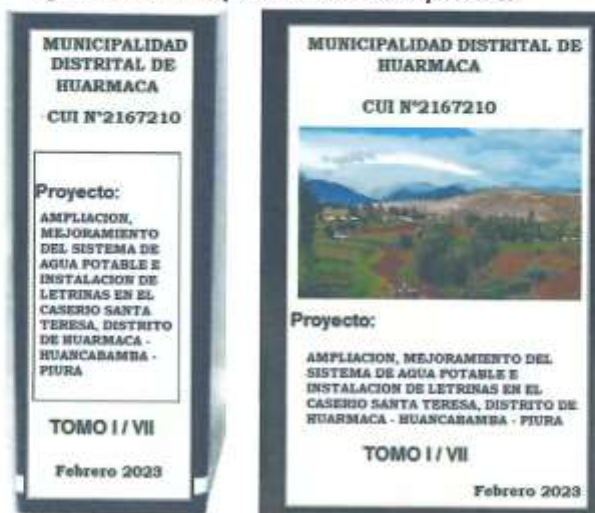 MUNICIPALIDAD
DISTRITAL DE
HUARMACA
CUI N°2167210
Proyecto:
AMPLIACION,
MEJORAMIENTO
DEL SISTEMA DE
AGUA POTABLE E
INSTALACION DE
LETRINAS EN EL
CASERIO SANTA
TERESA, DISTRITO
DE HUARMACA -
HUANCABAMBA -
PIURA
TOMO I / VII
Febrero 2023
MUNICIPALIDAD DISTRITAL DE
HUARMACA
CUI N°2167210
Proyecto:
AMPLIACION, MEJORAMIENTO DEL
SISTEMA DE AGUA POTABLE E
INSTALACION DE LETRINAS EN EL
CASERIO SANTA TERESA, DISTRITO DE
HUARMACA - HUANCABAMBA - PIURA
TOMO I / VII
Febrero 2023